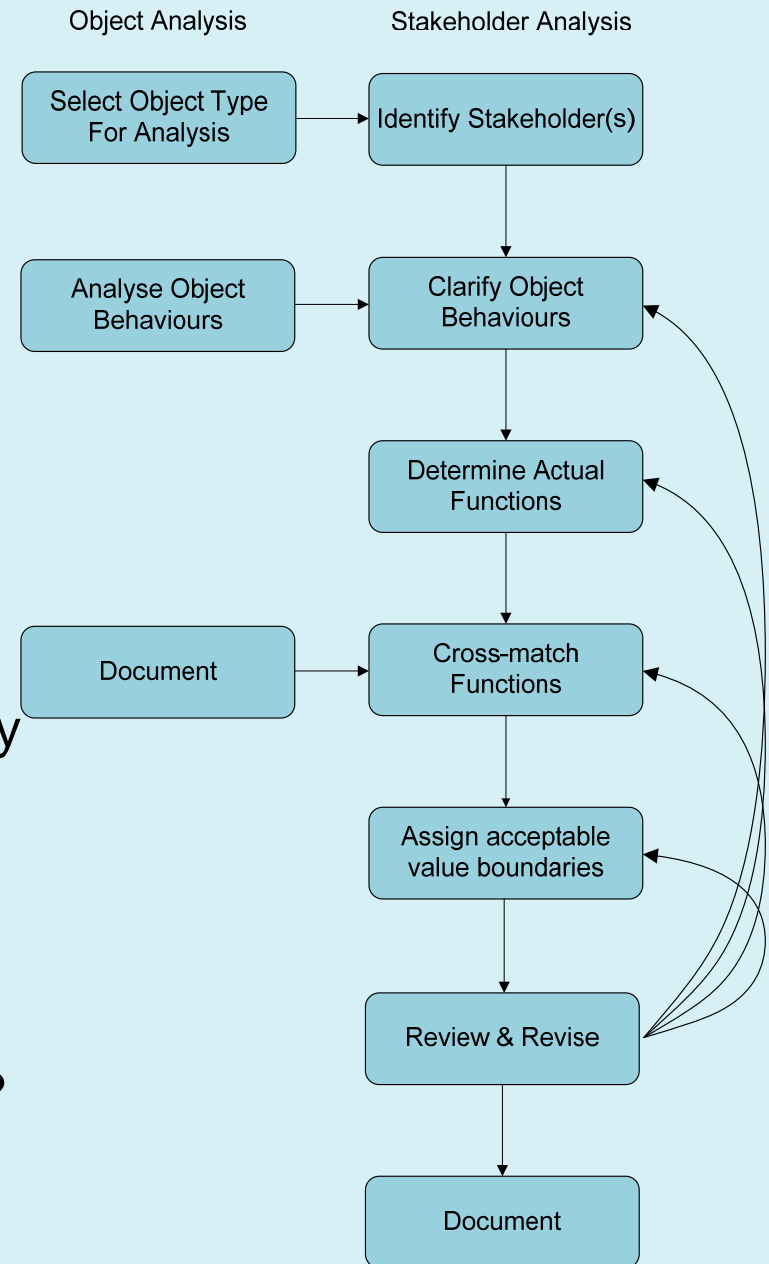 Object Analysis
Stakeholder Analysis
Select Object Type
For Analysis
Identify Stakeholder(s)
Analyse Object
Behaviours
Clarify Object
Behaviours
Determine Actual
Functions
Document
Cross-match
Functions
y
Assign acceptable
value boundaries
Review & Revise
Document